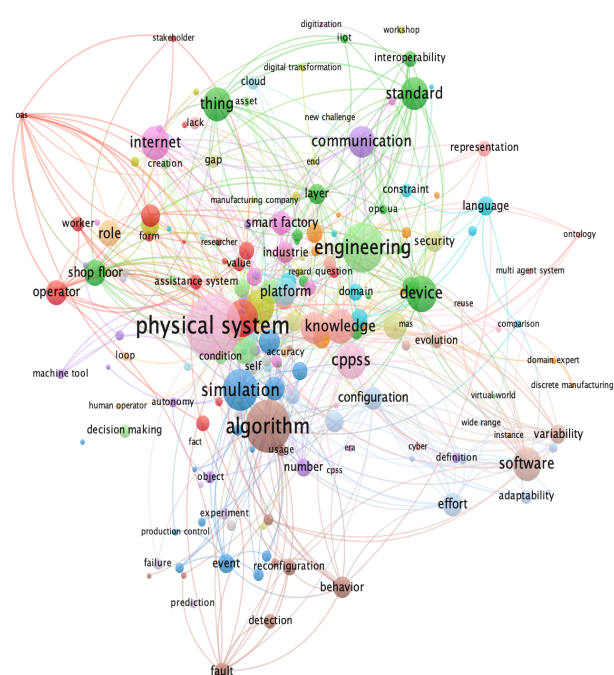 digitization
workshop
stakeholder
iiot
interoperability
digital transformation
cloud
standard
thing
asset
oas
lack
new challenge
internet
communication
representation
creation
gap
end
manufacturing company
layer
constraint
language
opc ua
worker
role
form
smart factory
researcher
engineering
security
ontology
industrie
value
shop floor
regard
question
multi agent system
assistance system
operator
platform
domain
device
reuse
physical system
knowledge
mas
comparison
evolution
loop
condition
accuracy
self
cppss
domain expert
machine tool
simulation
discrete manufacturing
autonomy
configuration
virtual world
human operator
algorithm
wide range
decision making
instance
variability
fact
usage
era
cyber
definition
software
number
cpss
object
adaptability
effort
experiment
production control
failure
event
reconfiguration
behavior
prediction
detection
fault